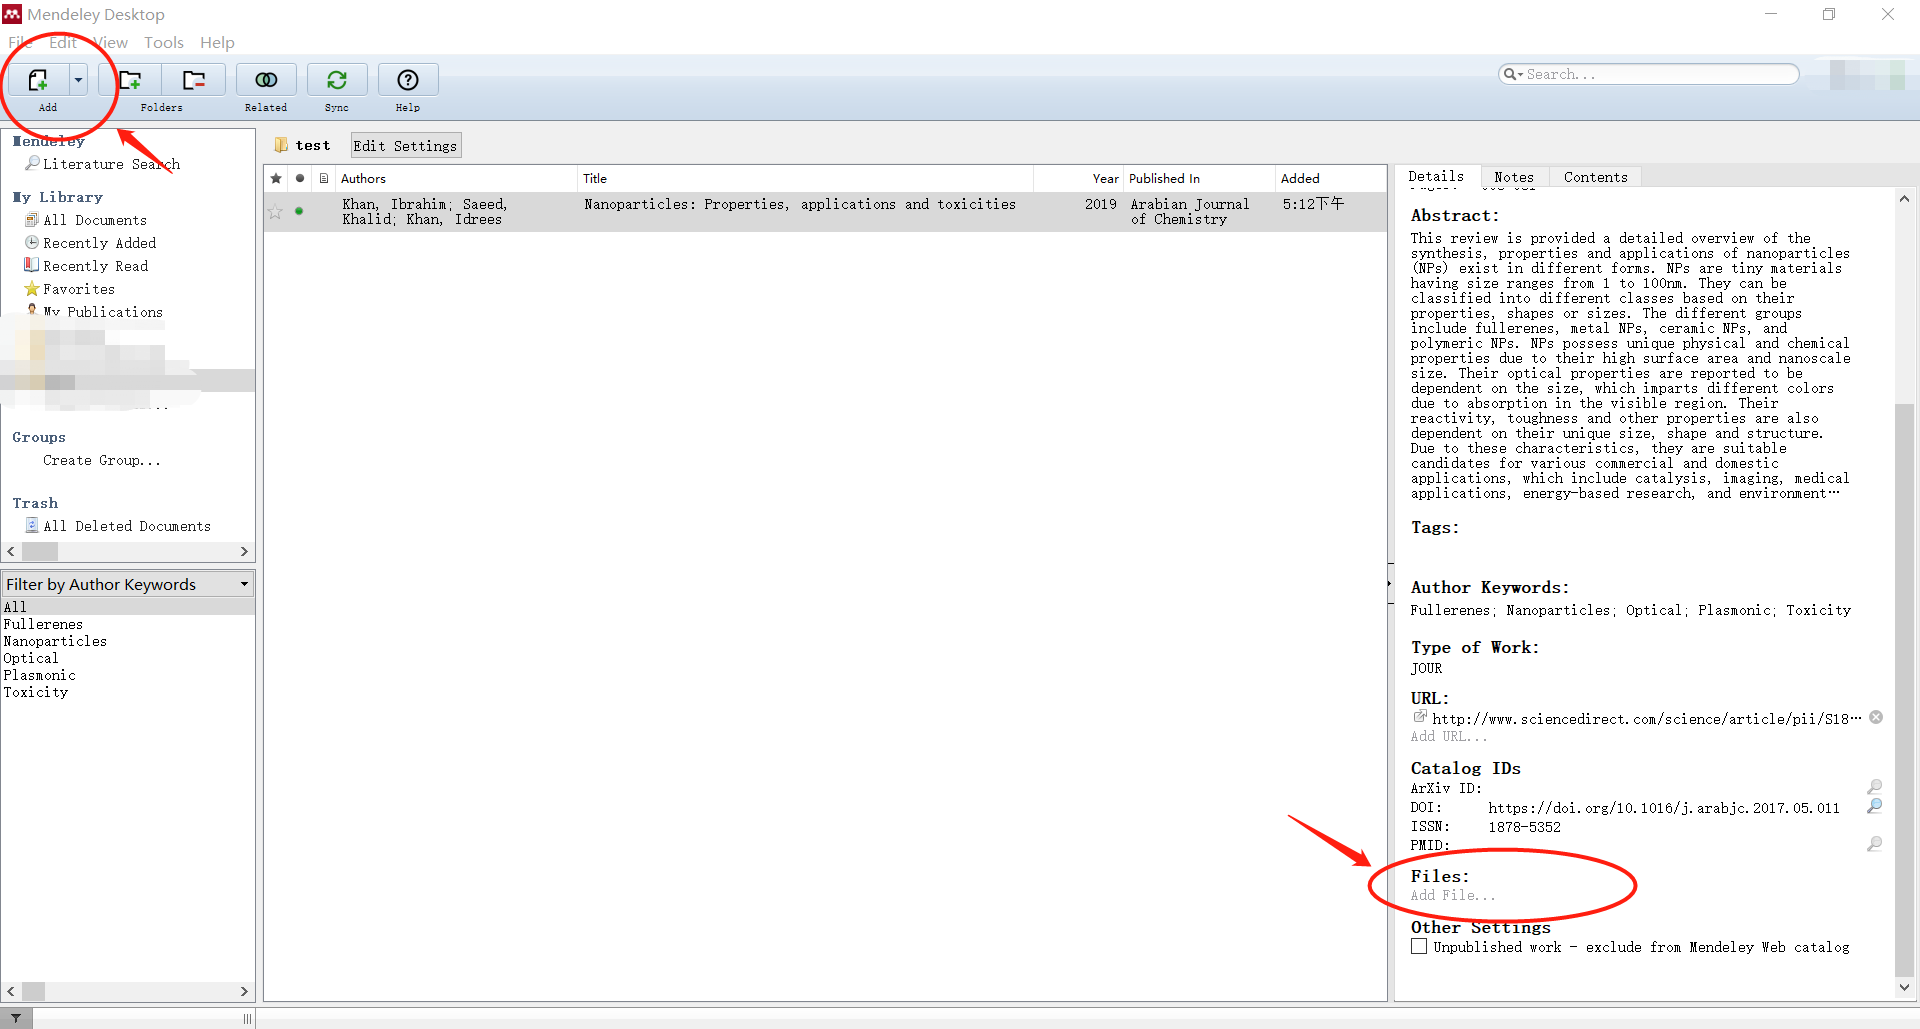 Mendeley Desktop
File Edit View Tools Help
Search...
Add Folders Related Sync Help
Mendeley
Literature Search
My Library
All Documents
Recently Added
Recently Read
Favorites
My Publications
Groups
Create Group...
Trash
All Deleted Documents
Filter by Author Keywords
All
Fullerenes
Nanoparticles
Optical
Plasmonic
Toxicity
test Edit Settings
Authors Title Year Published In Added
Khan, Ibrahim; Saeed, Khalid; Khan, Idrees Nanoparticles: Properties, applications and toxicities 2019 Arabian Journal of Chemistry 5:12下午
Details Notes Contents
Abstract:
This review is provided a detailed overview of the
synthesis, properties and applications of nanoparticles
(NPs) exist in different forms. NPs are tiny materials
having size ranges from 1 to 100nm. They can be
classified into different classes based on their
properties, shapes or sizes. The different groups
include fullerenes, metal NPs, ceramic NPs, and
polymeric NPs. NPs possess unique physical and chemical
properties due to their high surface area and nanoscale
size. Their optical properties are reported to be
dependent on the size, which imparts different colors
due to absorption in the visible region. Their
reactivity, toughness and other properties are also
dependent on their unique size, shape and structure.
Due to these characteristics, they are suitable
candidates for various commercial and domestic
applications, which include catalysis, imaging, medical
applications, energy-based research, and environment…
Tags:
Author Keywords:
Fullerenes; Nanoparticles; Optical; Plasmonic; Toxicity
Type of Work:
JOUR
URL:
http://www.sciencedirect.com/science/article/pii/S18…
Add URL...
Catalog IDs
ArXiv ID:
DOI: https://doi.org/10.1016/j.arabjc.2017.05.011
ISSN: 1878-5352
PMID:
Files:
Add File...
Other Settings
Unpublished work - exclude from Mendeley Web catalog